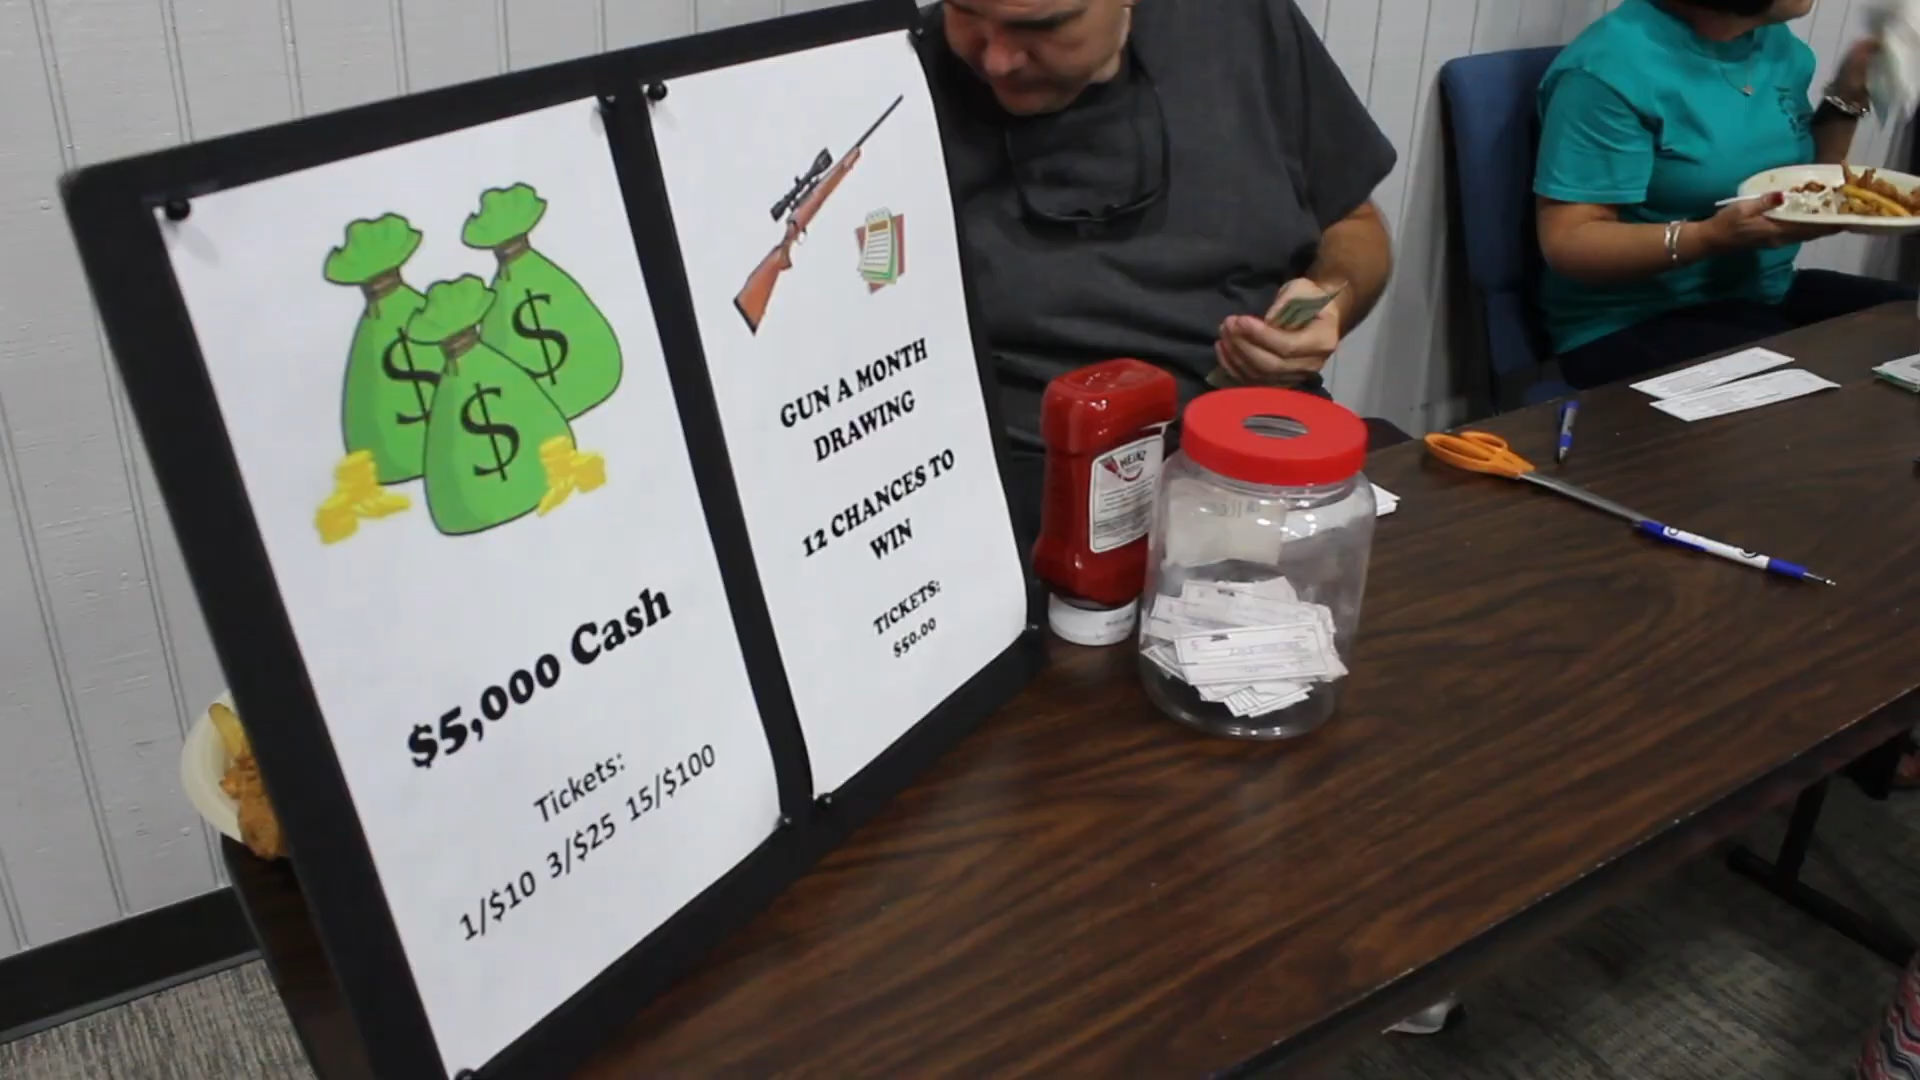 $ $ $
$5,000 Cash
Tickets:
1/$10 3/$25 15/$100
GUN A MONTH
DRAWING
12 CHANCES TO
WIN
TICKETS:
$50.00
HEINZ